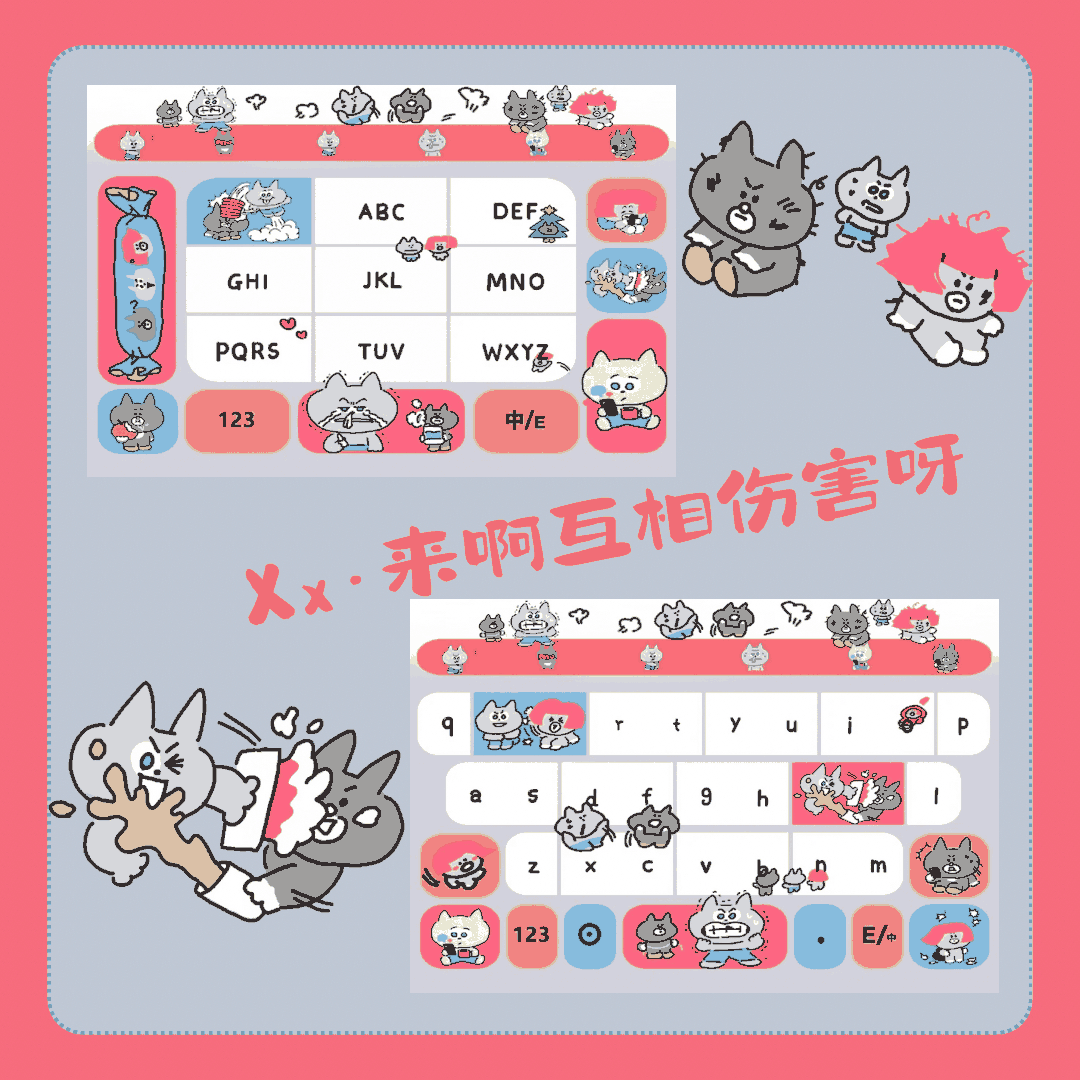 ABC DEF
GHI JKL MNO
PQRS TUV WXYZ
?
123 中/E
Xx·来啊互相伤害呀
q r t y u i p
a s d f g h l
z x c v b n m
123 . E/中